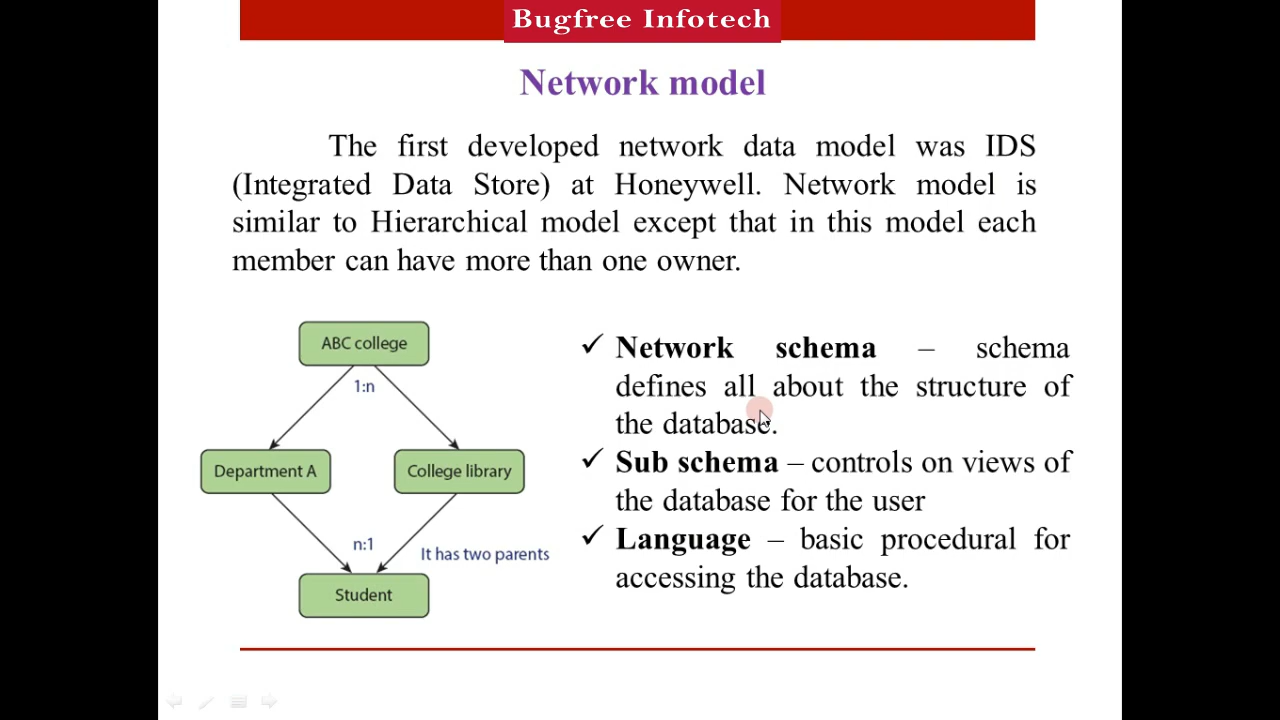 Bugfree Infotech
Network model
The first developed network data model was IDS
(Integrated Data Store) at Honeywell. Network model is
similar to Hierarchical model except that in this model each
member can have more than one owner.
ABC college
1:n
Department A
College library
n:1
It has two parents
Student
✓ Network schema – schema
defines all about the structure of
the database.
✓ Sub schema – controls on views of
the database for the user
✓ Language – basic procedural for
accessing the database.